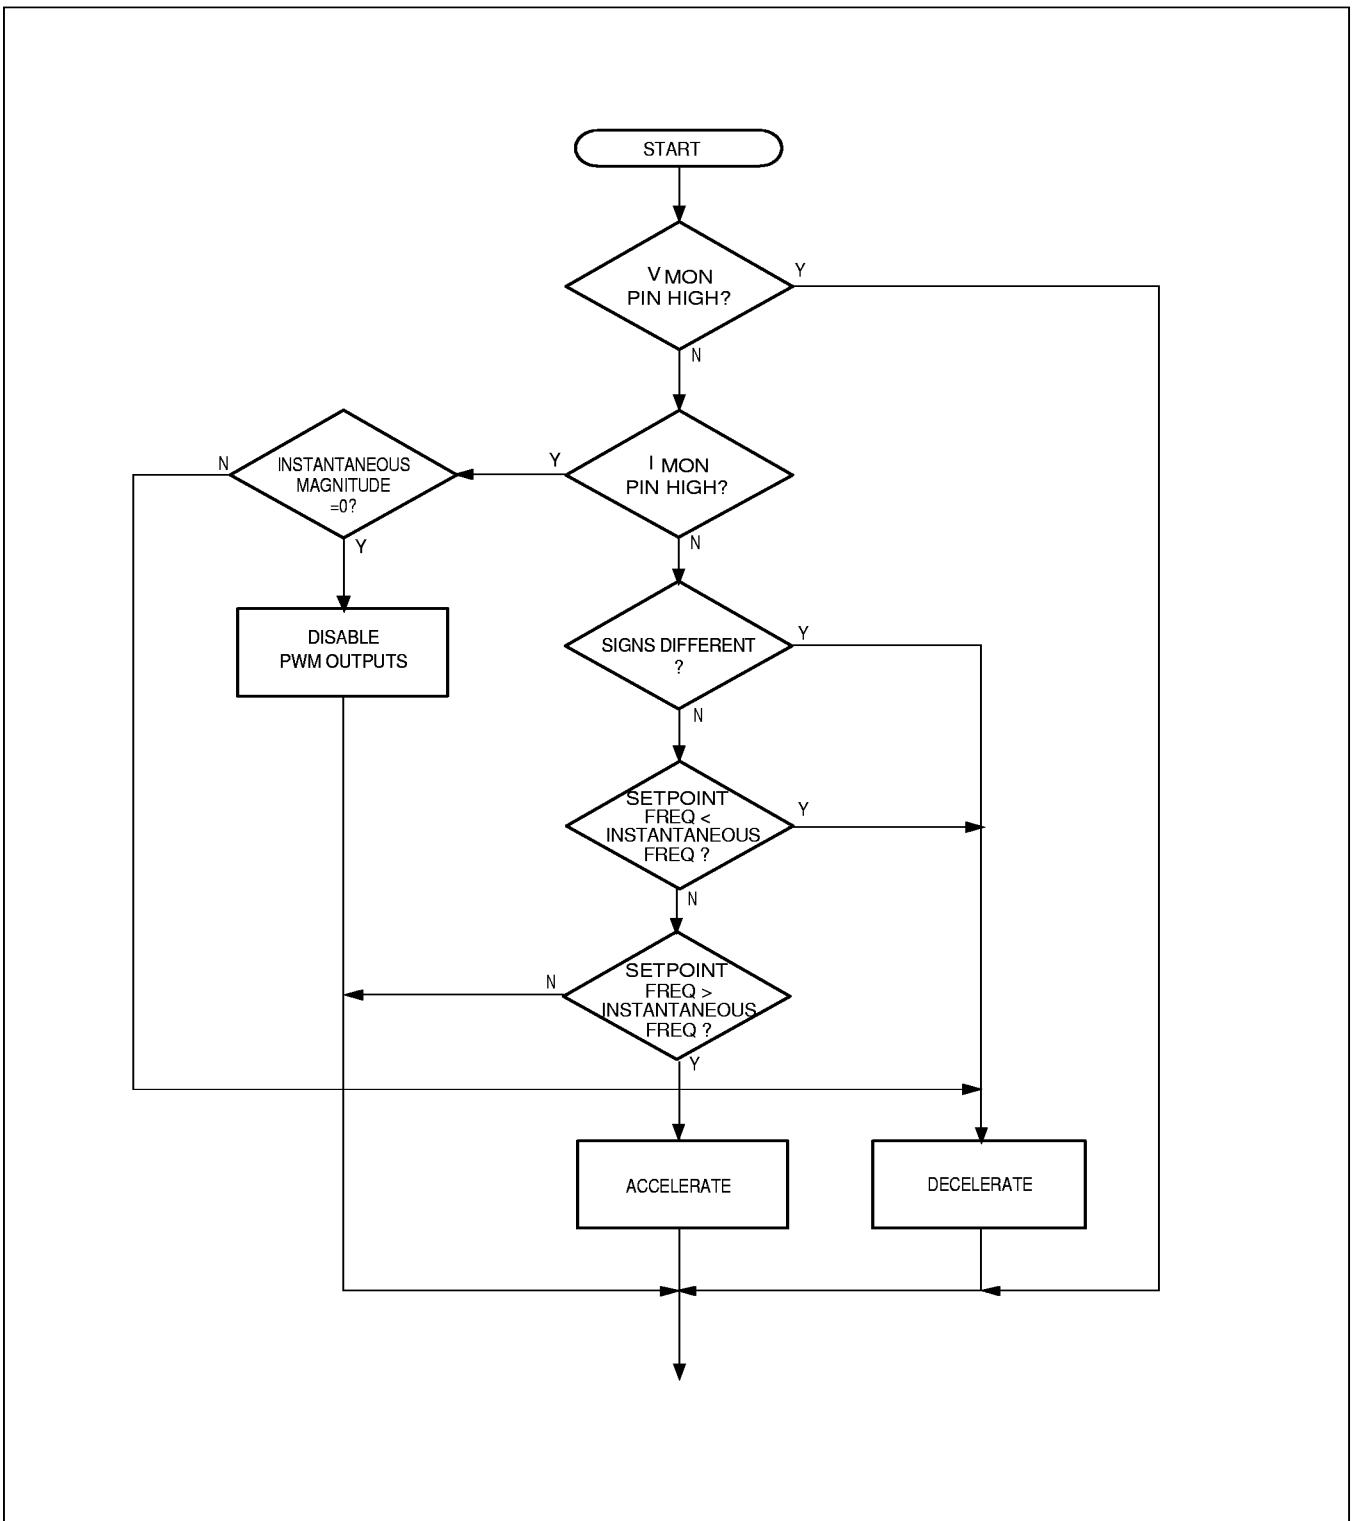 START
V MON
PIN HIGH?
Y
N
INSTANTANEOUS
MAGNITUDE
=0?
N
Y
I MON
PIN HIGH?
Y
N
DISABLE
PWM OUTPUTS
SIGNS DIFFERENT
?
Y
N
SETPOINT
FREQ <
INSTANTANEOUS
FREQ ?
Y
N
SETPOINT
FREQ >
INSTANTANEOUS
FREQ ?
N
Y
ACCELERATE
DECELERATE